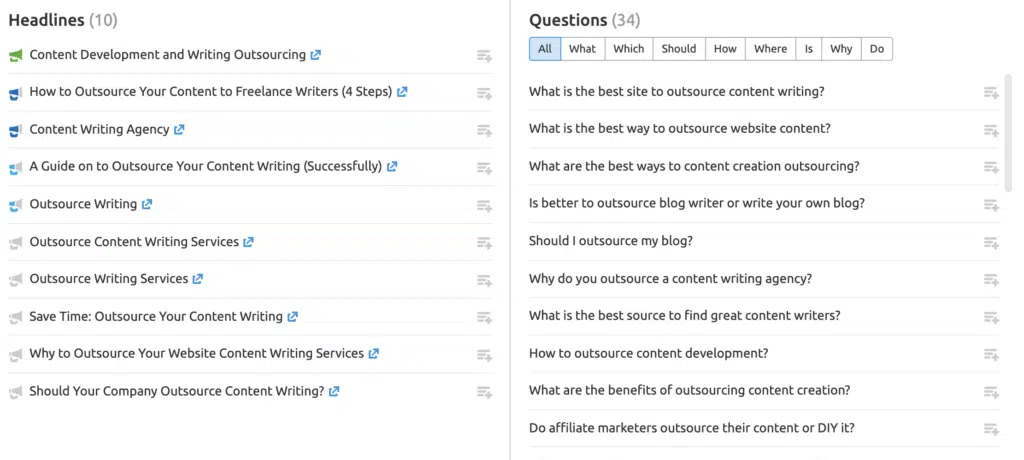 Headlines (10)
Content Development and Writing Outsourcing
How to Outsource Your Content to Freelance Writers (4 Steps)
Content Writing Agency
A Guide on to Outsource Your Content Writing (Successfully)
Outsource Writing
Outsource Content Writing Services
Outsource Writing Services
Save Time: Outsource Your Content Writing
Why to Outsource Your Website Content Writing Services
Should Your Company Outsource Content Writing?
Questions (34)
All What Which Should How Where Is Why Do
What is the best site to outsource content writing?
What is the best way to outsource website content?
What are the best ways to content creation outsourcing?
Is better to outsource blog writer or write your own blog?
Should I outsource my blog?
Why do you outsource a content writing agency?
What is the best source to find great content writers?
How to outsource content development?
What are the benefits of outsourcing content creation?
Do affiliate marketers outsource their content or DIY it?